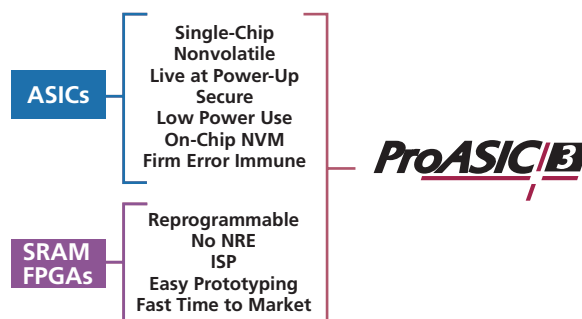 ASICs
Single-Chip
Nonvolatile
Live at Power-Up
Secure
Low Power Use
On-Chip NVM
Firm Error Immune
ProASIC3
SRAM
FPGAs
Reprogrammable
No NRE
ISP
Easy Prototyping
Fast Time to Market